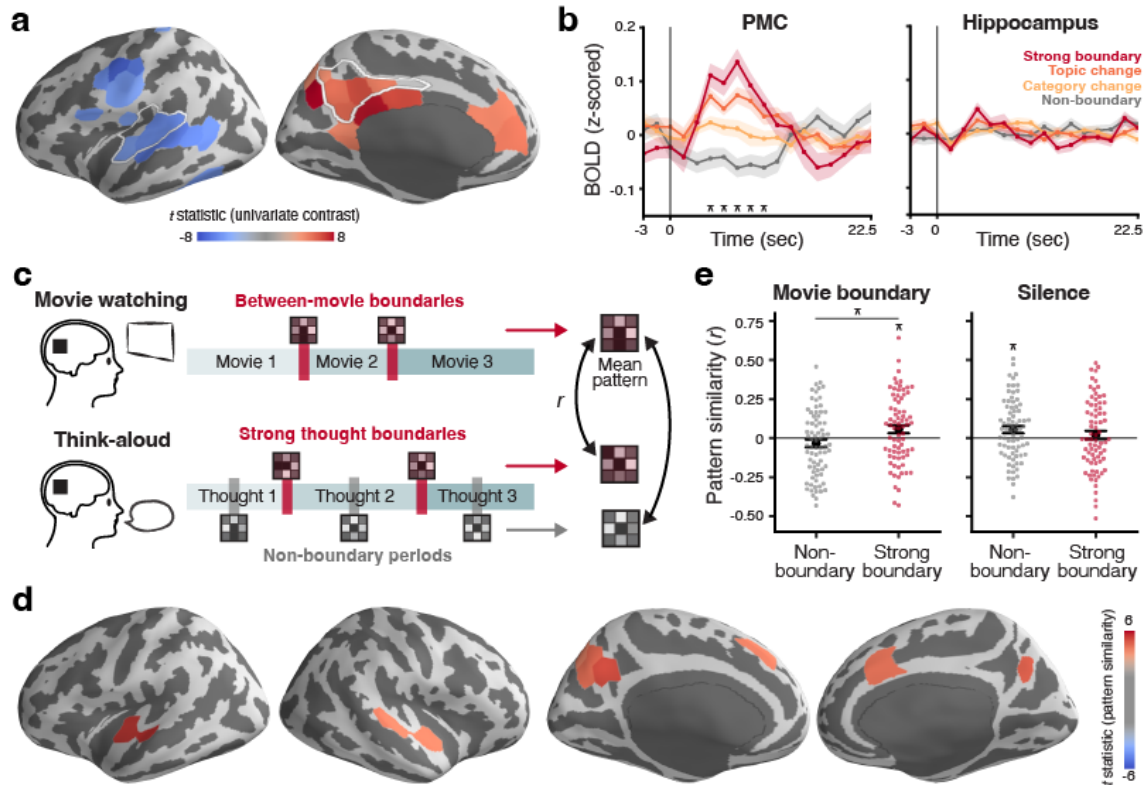 a
t statistic (univariate contrast)
-8
8
b
PMC
Hippocampus
BOLD (z-scored)
0.2
0.1
0
-0.1
Strong boundary
Topic change
Category change
Non-boundary
-3
0
22.5
-3
0
22.5
Time (sec)
Time (sec)
c
Movie watching
Between-movie boundaries
Movie 1
Movie 2
Movie 3
Mean
pattern
r
Think-aloud
Strong thought boundaries
Thought 1
Thought 2
Thought 3
Non-boundary periods
e
Movie boundary
Silence
Pattern similarity (r)
0.75
0.50
0.25
0
-0.25
-0.50
Non-
boundary
Strong
boundary
Non-
boundary
Strong
boundary
d
6
t statistic (pattern similarity)
-6